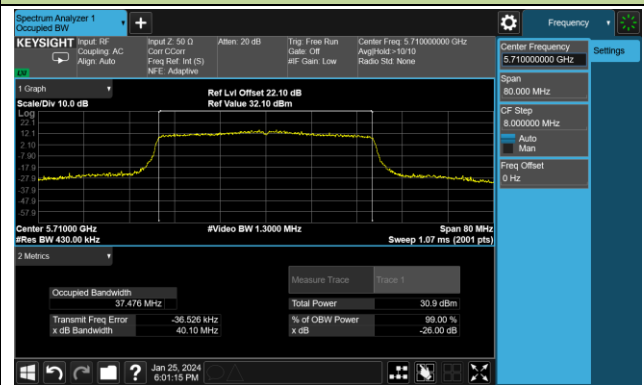 Spectrum Analyzer 1
Occupied BW
Frequency
KEYSIGHT
Input: RF
Coupling: AC
Align: Auto
Input Z: 50 Ω
Corr CCorr
Freq Ref: Int (S)
NFE: Adaptive
Atten: 20 dB
Trig: Free Run
Gate: Off
#IF Gain: Low
Center Freq: 5.710000000 GHz
Avg|Hold:>10/10
Radio Std: None
LXI
1 Graph
Scale/Div 10.0 dB
Ref Lvl Offset 22.10 dB
Ref Value 32.10 dBm
Log
22.1
12.1
2.10
-7.90
-17.9
-27.9
-37.9
-47.9
-57.9
Center 5.71000 GHz
#Res BW 430.00 kHz
#Video BW 1.3000 MHz
Span 80 MHz
Sweep 1.07 ms (2001 pts)
2 Metrics
Measure Trace
Trace 1
Occupied Bandwidth
37.476 MHz
Total Power
30.9 dBm
Transmit Freq Error
-36.526 kHz
% of OBW Power
99.00 %
x dB Bandwidth
40.10 MHz
x dB
-26.00 dB
Center Frequency
5.710000000 GHz
Settings
Span
80.000 MHz
CF Step
8.000000 MHz
Auto
Man
Freq Offset
0 Hz
?
Jan 25, 2024
6:01:15 PM